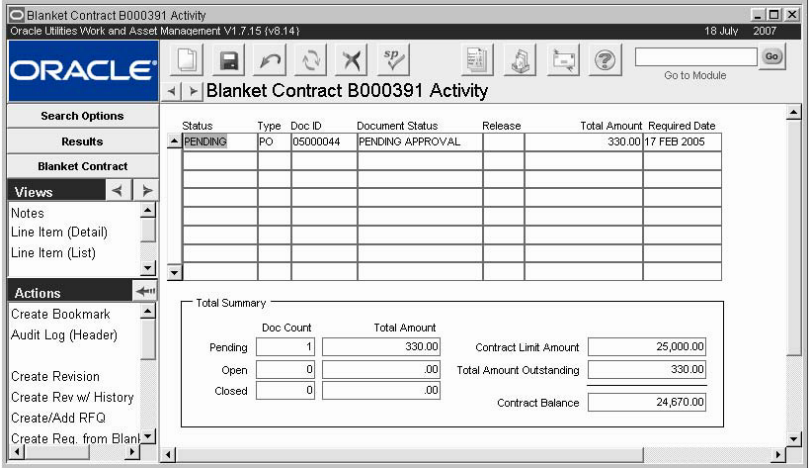 Blanket Contract B000391 Activity
Oracle Utilities Work and Asset Management V1.7.15 (v8.14) 18 July 2007
ORACLE
sp
Go
Go to Module
Blanket Contract B000391 Activity
Search Options
Results
Blanket Contract
Views
Notes
Line Item (Detail)
Line Item (List)
Actions
Create Bookmark
Audit Log (Header)
Create Revision
Create Rev w/ History
Create/Add RFQ
Create Req. from Blank
Status Type Doc ID Document Status Release Total Amount Required Date
PENDING PO 05000044 PENDING APPROVAL 330.00 17 FEB 2005
Total Summary
Doc Count Total Amount
Pending 1 330.00 Contract Limit Amount 25,000.00
Open 0 .00 Total Amount Outstanding 330.00
Closed 0 .00
Contract Balance 24,670.00